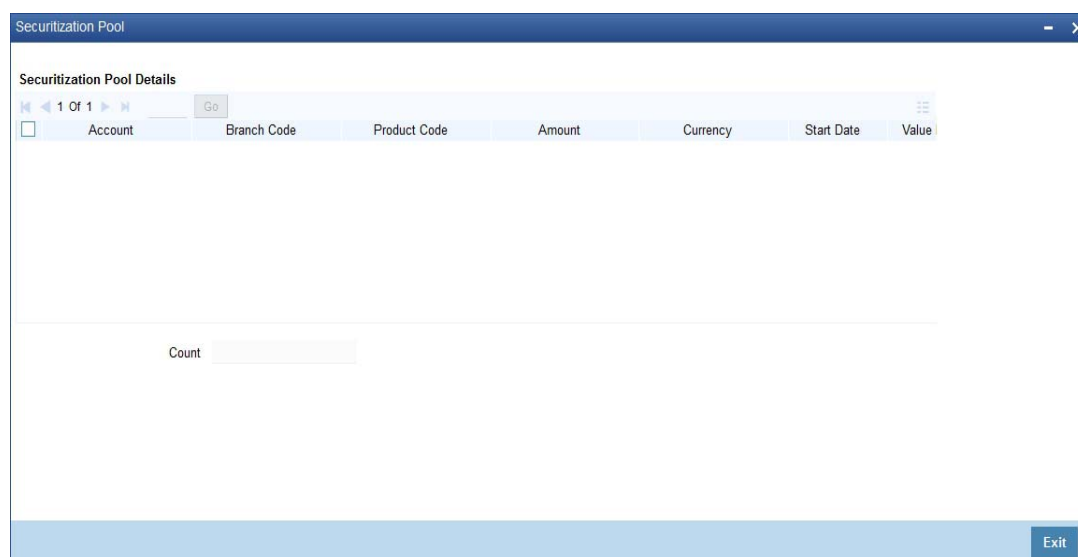 Securitization Pool
Securitization Pool Details
1 Of 1 Go
Account Branch Code Product Code Amount Currency Start Date Value
Count
Exit